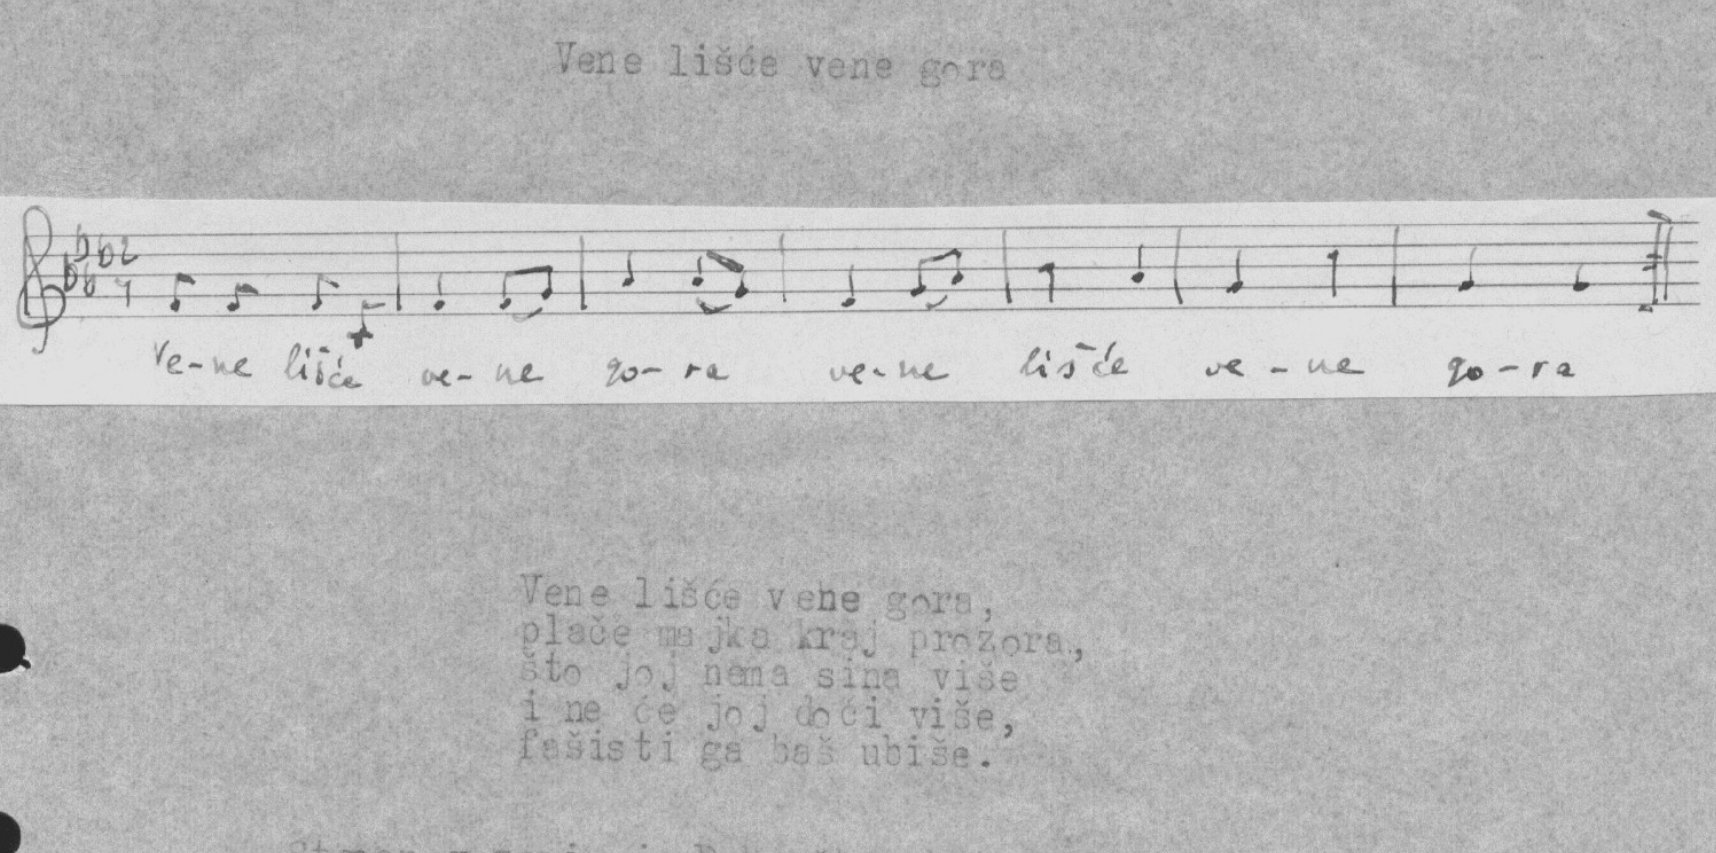 Vene lišće vene gora
2
4
Ve-ne lišće ve-ne go-ra ve-ne lišće ve-ne go-ra
Vene lišće vene gora,
plače majka kraj prozora,
što joj nema sina više
i ne će joj doći više,
fašisti ga baš ubiše.